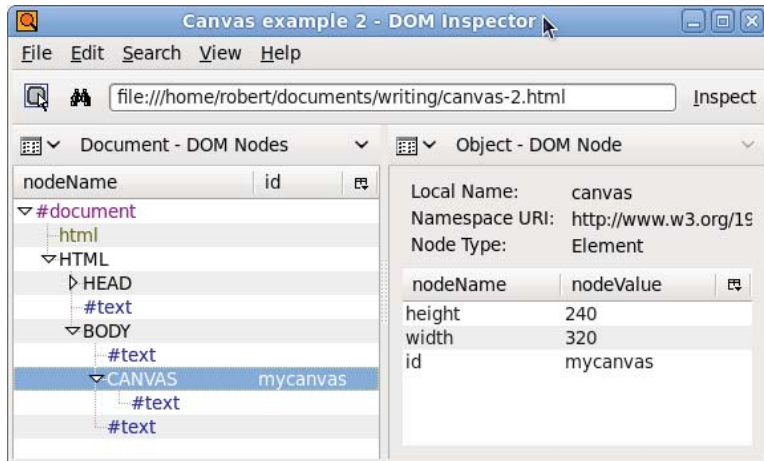 Canvas example 2 - DOM Inspector
File Edit Search View Help
file:///home/robert/documents/writing/canvas-2.html Inspect
Document - DOM Nodes
nodeName id
#document
html
HTML
HEAD
#text
BODY
#text
CANVAS mycanvas
#text
#text
Object - DOM Node
Local Name: canvas
Namespace URI: http://www.w3.org/19
Node Type: Element
nodeName nodeValue
height 240
width 320
id mycanvas